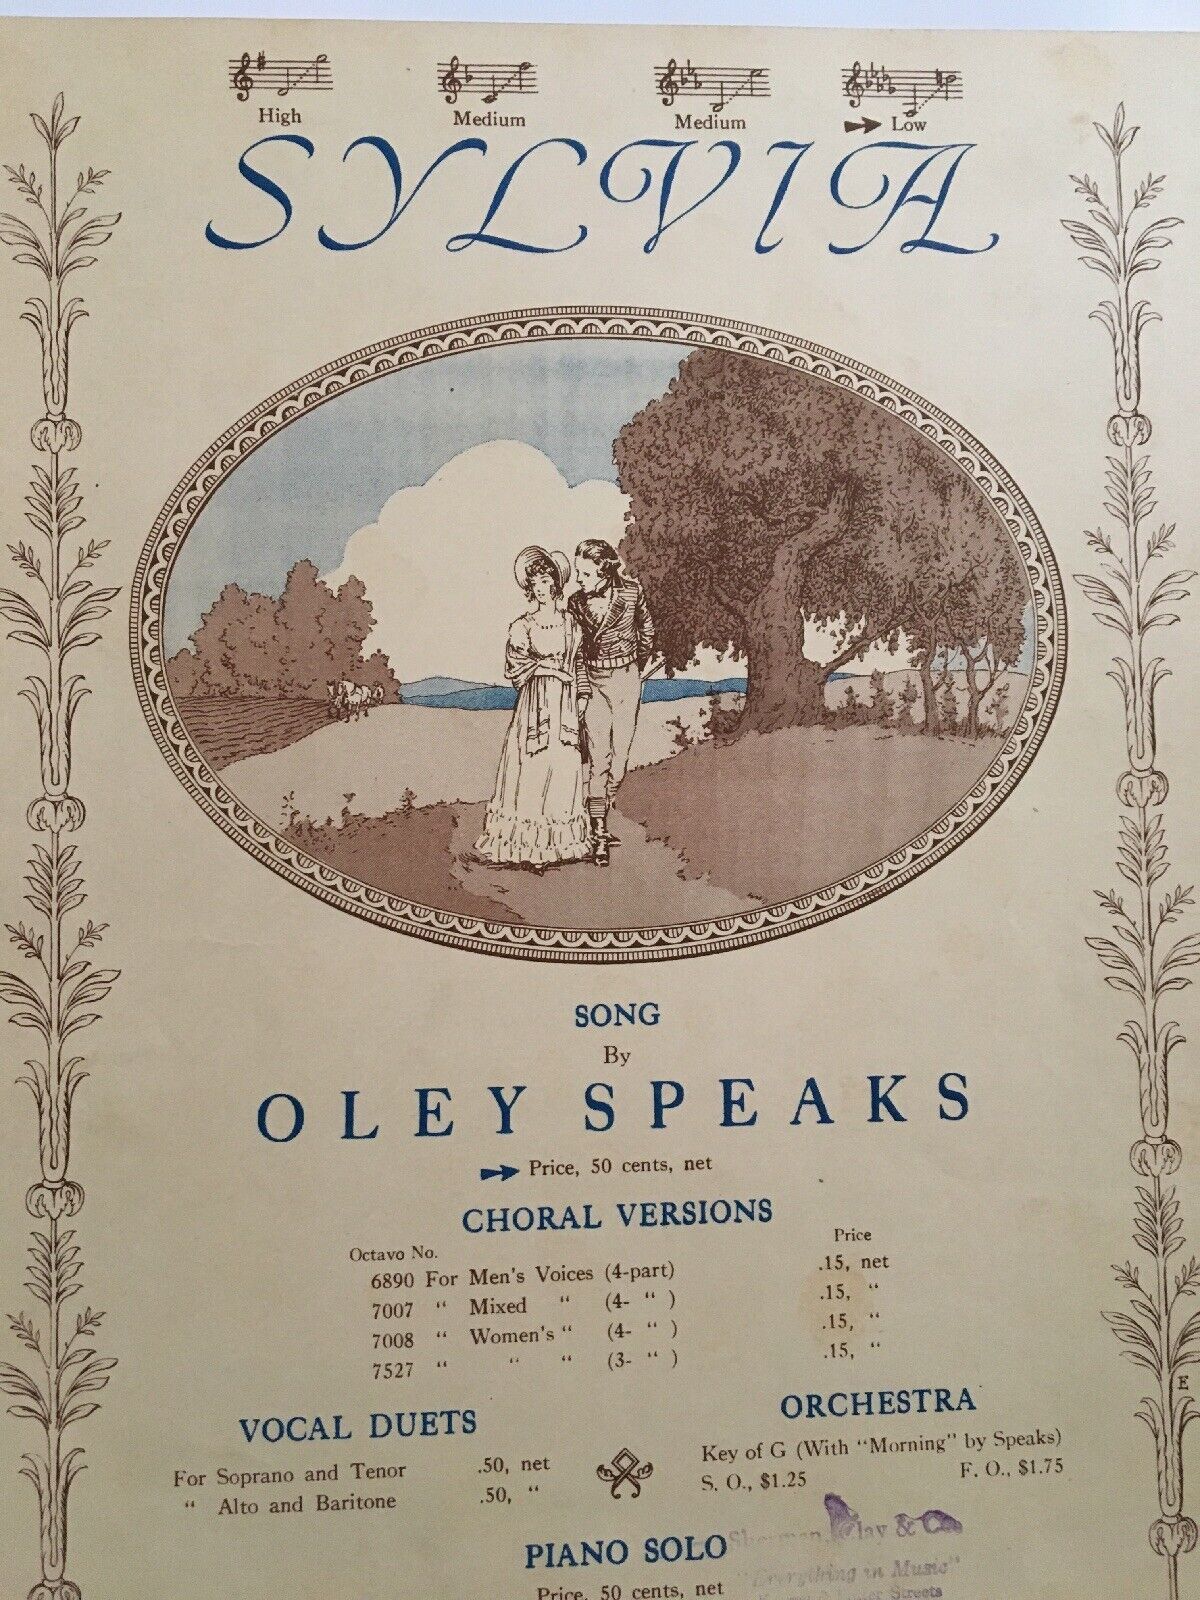 High Medium Medium Low
SYLVIA
SONG
By
OLEY SPEAKS
Price, 50 cents, net
CHORAL VERSIONS
Octavo No. Price
6890 For Men's Voices (4-part) .15, net
7007 “ Mixed “ (4- “ ) .15, “
7008 “ Women's “ (4- “ ) .15, “
7527 “ “ “ (3- “ ) .15, “
VOCAL DUETS
For Soprano and Tenor .50, net
“ Alto and Baritone .50, “
ORCHESTRA
Key of G (With “Morning” by Speaks)
S. O., $1.25 F. O., $1.75
E
PIANO SOLO
Price, 50 cents, net
Sherman, Clay & Co.
"Everything in Music"
Streets